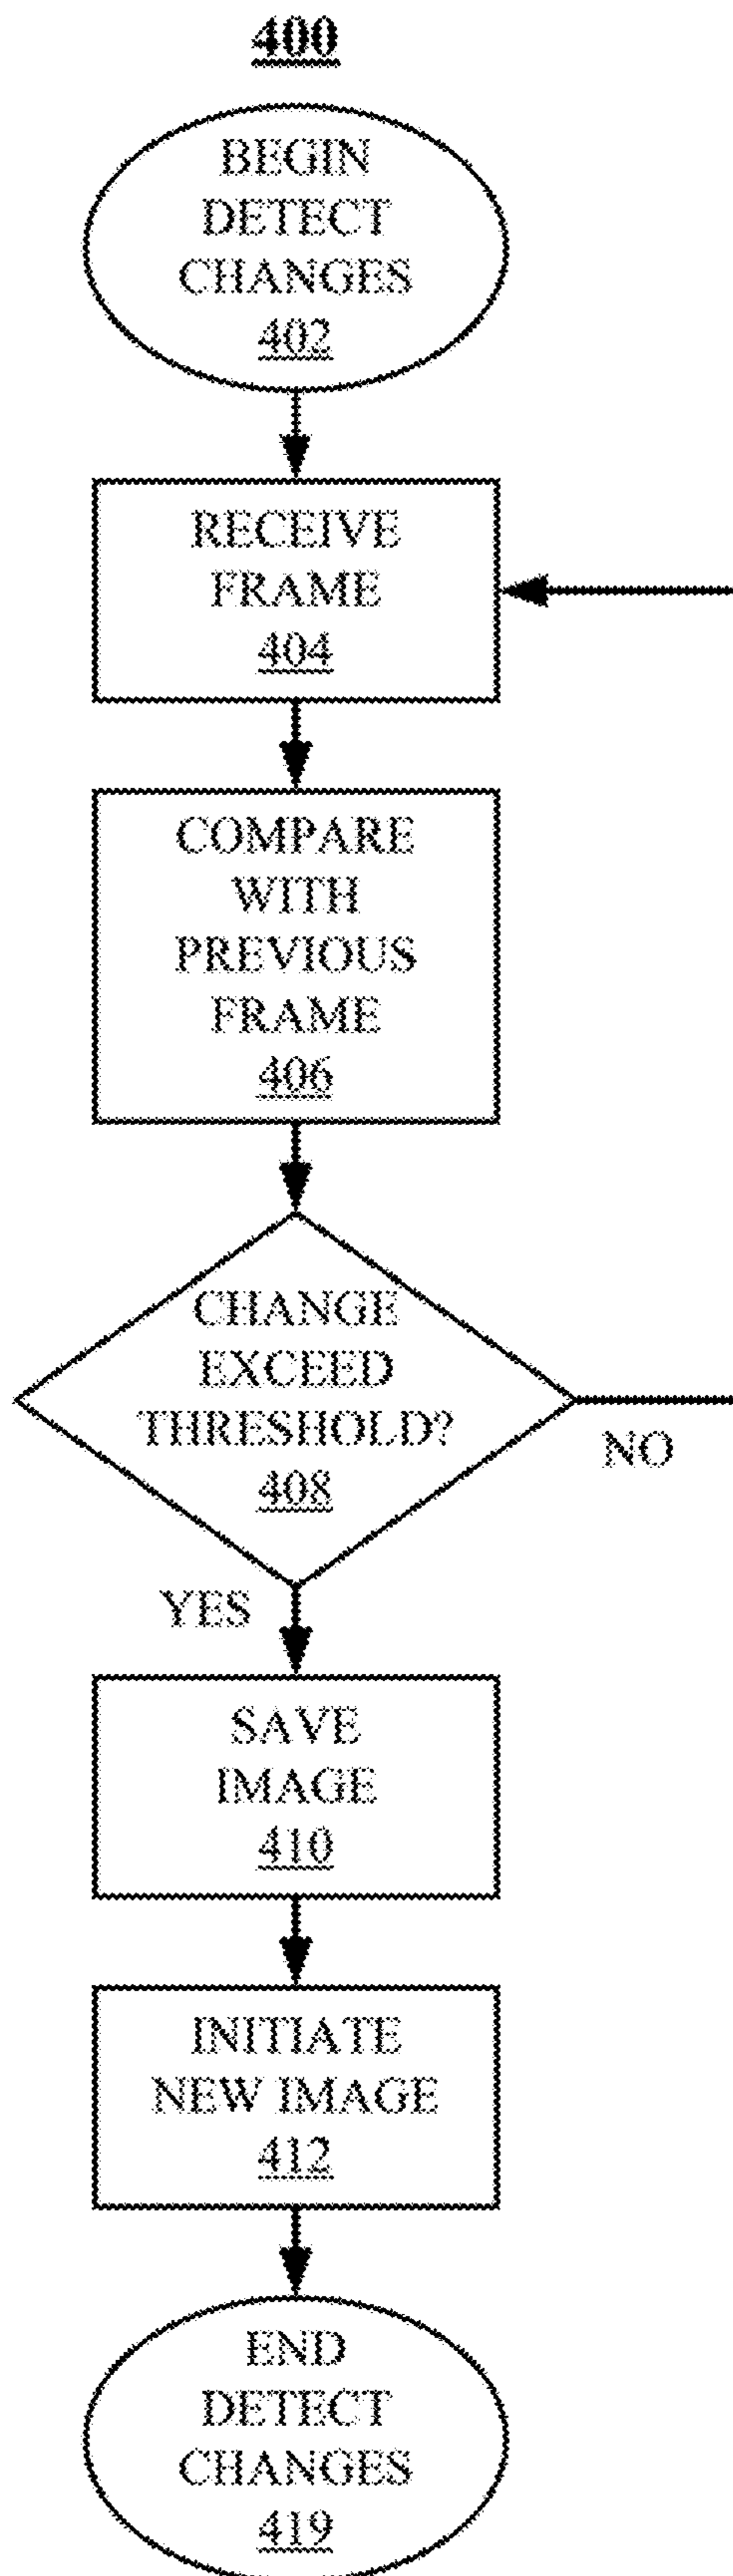 400
BEGIN
DETECT
CHANGES
402
RECEIVE
FRAME
404
COMPARE
WITH
PREVIOUS
FRAME
406
CHANGE
EXCEED
THRESHOLD?
408
NO
YES
SAVE
IMAGE
410
INITIATE
NEW IMAGE
412
END
DETECT
CHANGES
419